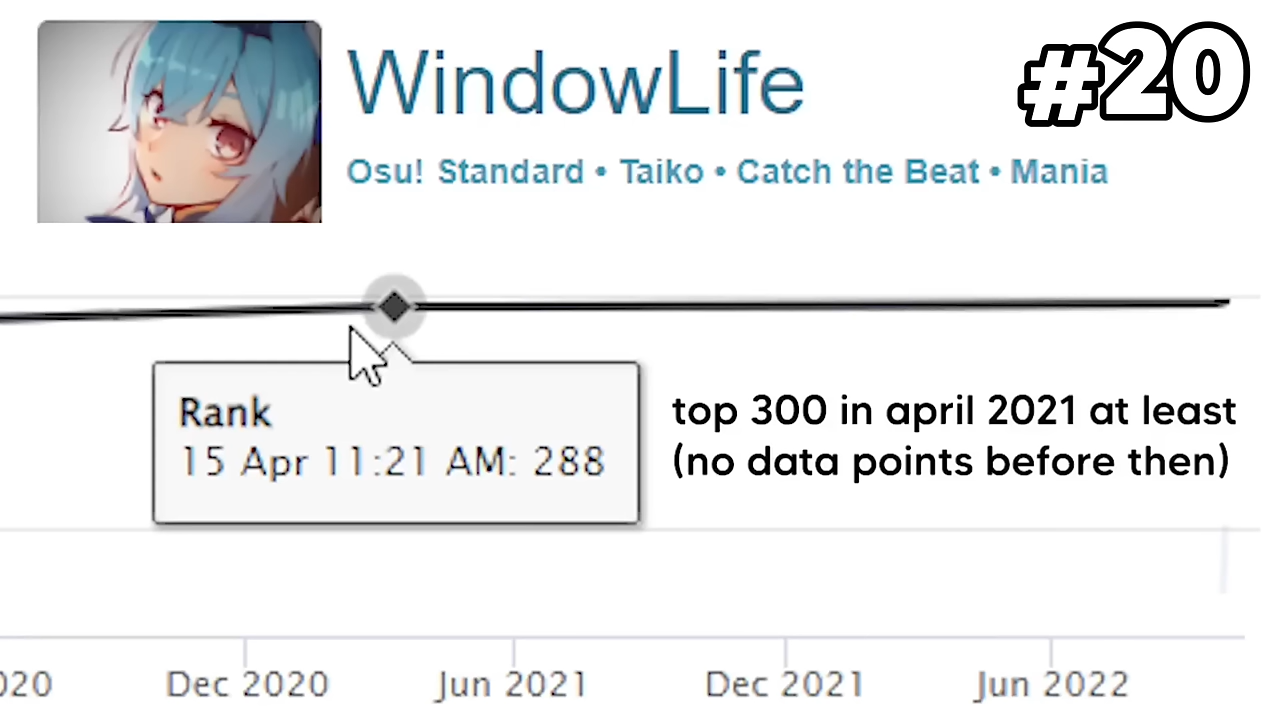 WindowLife
#20
Osu! Standard • Taiko • Catch the Beat • Mania
Rank
15 Apr 11:21 AM: 288
top 300 in april 2021 at least
(no data points before then)
020
Dec 2020
Jun 2021
Dec 2021
Jun 2022